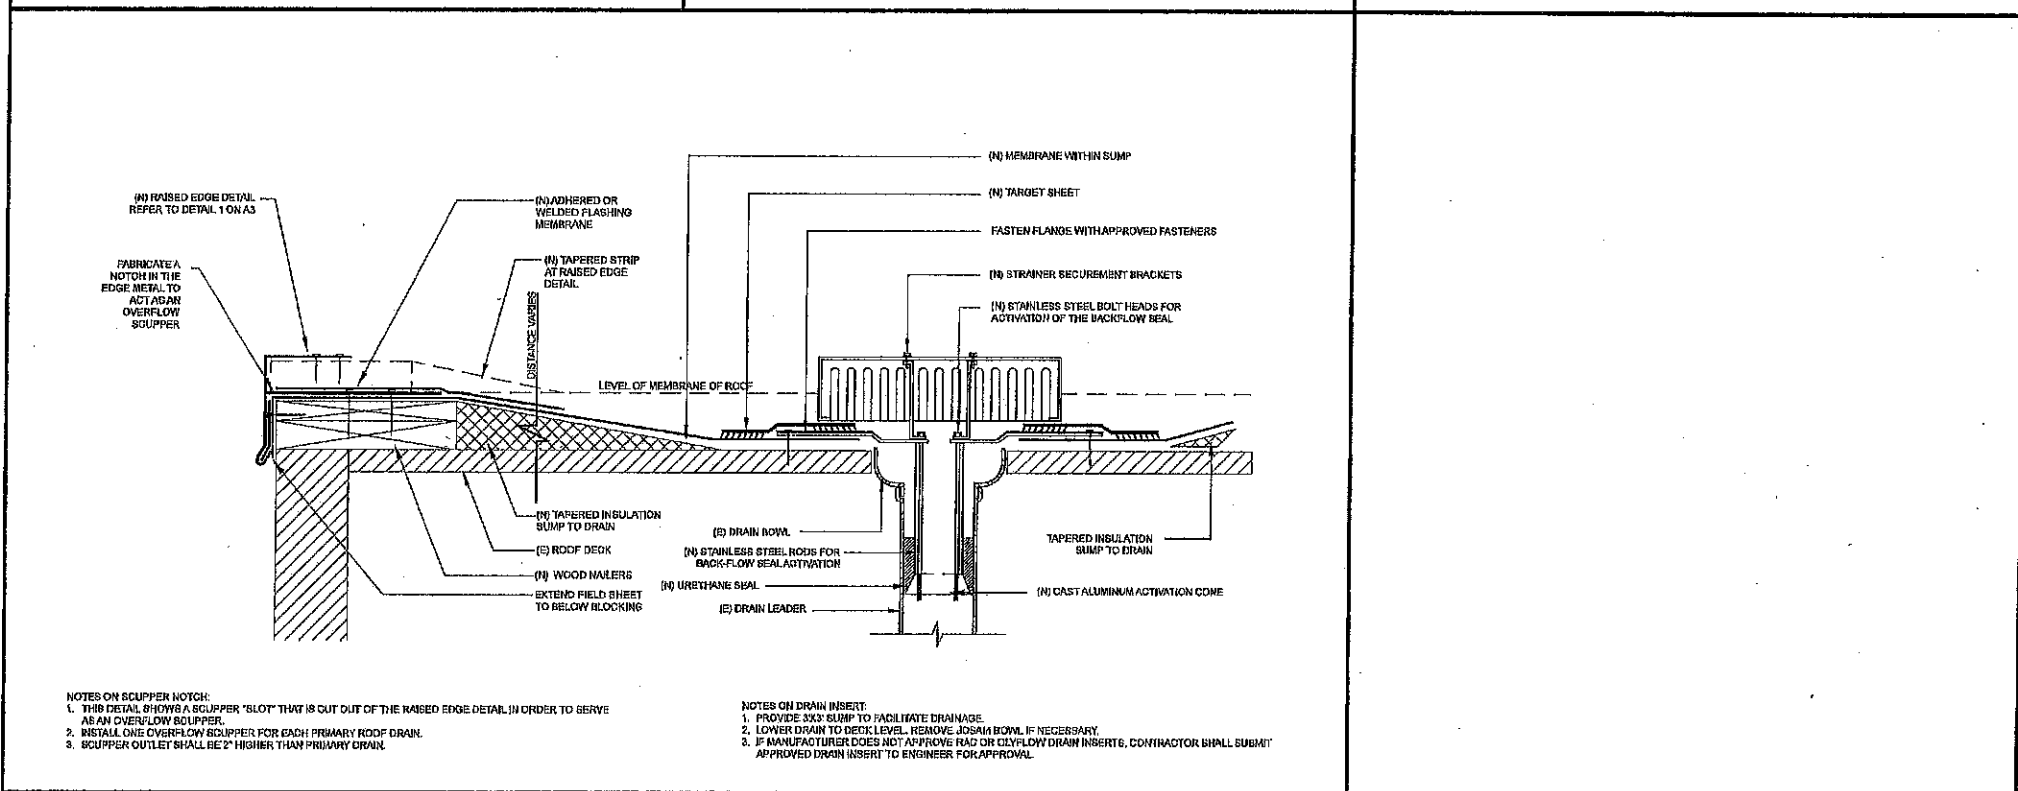 (N) RAISED EDGE DETAIL
REFER TO DETAIL 1 ON A3
FABRICATE A
NOTCH IN THE
EDGE METAL TO
ACT AS AN
OVERFLOW
SCUPPER
(N) ADHERED OR
WELDED FLASHING
MEMBRANE
(N) TAPERED STRIP
AT RAISED EDGE
DETAIL
DISTANCE VARIES
LEVEL OF MEMBRANE OF ROOF
(N) MEMBRANE WITHIN SUMP
(N) TARGET SHEET
FASTEN FLANGE WITH APPROVED FASTENERS
(N) STRAINER SECUREMENT BRACKETS
(N) STAINLESS STEEL BOLT HEADS FOR
ACTIVATION OF THE BACKFLOW SEAL
(N) TAPERED INSULATION
SUMP TO DRAIN
(E) ROOF DECK
(N) WOOD NAILERS
EXTEND FIELD SHEET
TO BELOW BLOCKING
(E) DRAIN BOWL
(N) STAINLESS STEEL RODS FOR
BACK-FLOW SEAL ACTIVATION
(N) URETHANE SEAL
(E) DRAIN LEADER
TAPERED INSULATION
SUMP TO DRAIN
(N) CAST ALUMINUM ACTIVATION CONE
NOTES ON SCUPPER NOTCH:
1. THIS DETAIL SHOWS A SCUPPER "SLOT" THAT IS CUT OUT OF THE RAISED EDGE DETAIL IN ORDER TO SERVE
AS AN OVERFLOW SCUPPER.
2. INSTALL ONE OVERFLOW SCUPPER FOR EACH PRIMARY ROOF DRAIN.
3. SCUPPER OUTLET SHALL BE 2" HIGHER THAN PRIMARY DRAIN.
NOTES ON DRAIN INSERT:
1. PROVIDE 3'X3' SUMP TO FACILITATE DRAINAGE.
2. LOWER DRAIN TO DECK LEVEL. REMOVE JOSAM BOWL IF NECESSARY.
3. IF MANUFACTURER DOES NOT APPROVE RAC OR OLYFLOW DRAIN INSERTS, CONTRACTOR SHALL SUBMIT
APPROVED DRAIN INSERT TO ENGINEER FOR APPROVAL.